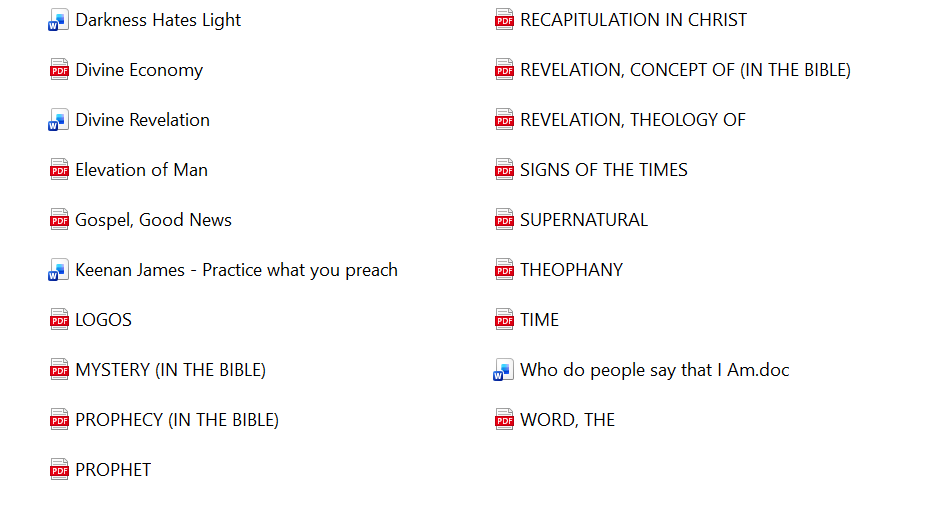 Darkness Hates Light
Divine Economy
Divine Revelation
Elevation of Man
Gospel, Good News
Keenan James - Practice what you preach
LOGOS
MYSTERY (IN THE BIBLE)
PROPHECY (IN THE BIBLE)
PROPHET
RECAPITULATION IN CHRIST
REVELATION, CONCEPT OF (IN THE BIBLE)
REVELATION, THEOLOGY OF
SIGNS OF THE TIMES
SUPERNATURAL
THEOPHANY
TIME
Who do people say that I Am.doc
WORD, THE